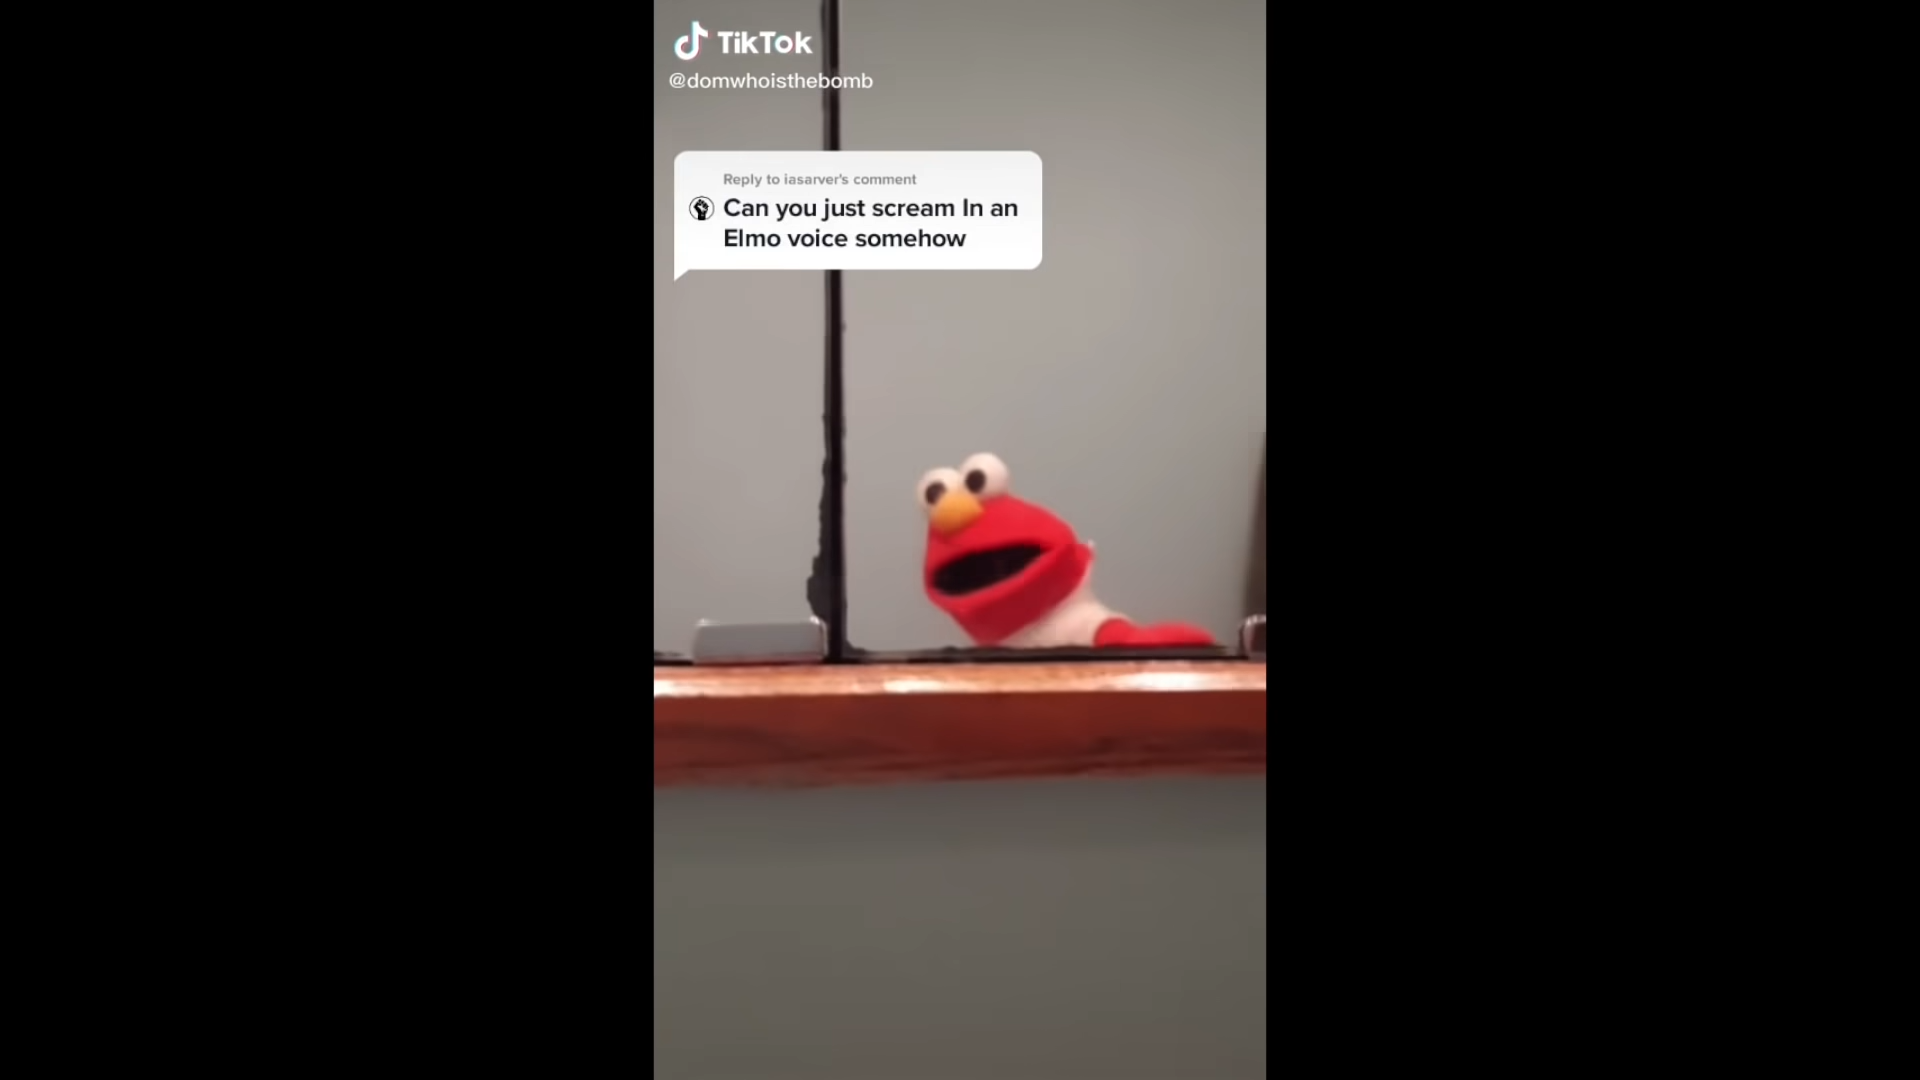 TikTok
@domwhoisthebomb
Reply to iasarver's comment
Can you just scream In an
Elmo voice somehow